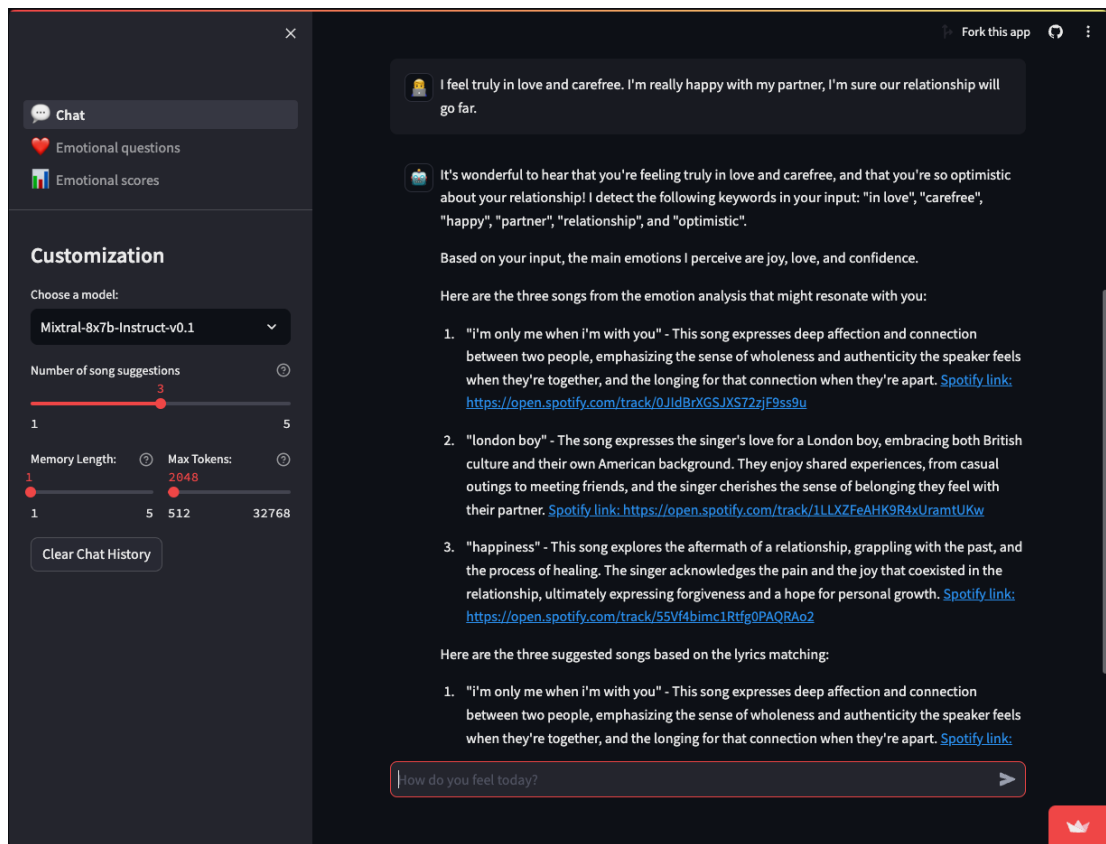 Fork this app
Chat
Emotional questions
Emotional scores
Customization
Choose a model:
Mixtral-8x7b-Instruct-v0.1
Number of song suggestions
3
1 5
Memory Length: Max Tokens:
1 2048
1 5 512 32768
Clear Chat History
I feel truly in love and carefree. I'm really happy with my partner, I'm sure our relationship will
go far.
It's wonderful to hear that you're feeling truly in love and carefree, and that you're so optimistic
about your relationship! I detect the following keywords in your input: "in love", "carefree",
"happy", "partner", "relationship", and "optimistic".
Based on your input, the main emotions I perceive are joy, love, and confidence.
Here are the three songs from the emotion analysis that might resonate with you:
1. "i'm only me when i'm with you" - This song expresses deep affection and connection
between two people, emphasizing the sense of wholeness and authenticity the speaker feels
when they're together, and the longing for that connection when they're apart. Spotify link:
https://open.spotify.com/track/0JIdBrXGSJXS72zjF9ss9u
2. "london boy" - The song expresses the singer's love for a London boy, embracing both British
culture and their own American background. They enjoy shared experiences, from casual
outings to meeting friends, and the singer cherishes the sense of belonging they feel with
their partner. Spotify link: https://open.spotify.com/track/1LLXZFeAHK9R4xUramtUKw
3. "happiness" - This song explores the aftermath of a relationship, grappling with the past, and
the process of healing. The singer acknowledges the pain and the joy that coexisted in the
relationship, ultimately expressing forgiveness and a hope for personal growth. Spotify link:
https://open.spotify.com/track/55Vf4bimc1Rtfg0PAQRAo2
Here are the three suggested songs based on the lyrics matching:
1. "i'm only me when i'm with you" - This song expresses deep affection and connection
between two people, emphasizing the sense of wholeness and authenticity the speaker feels
when they're together, and the longing for that connection when they're apart. Spotify link:
How do you feel today?